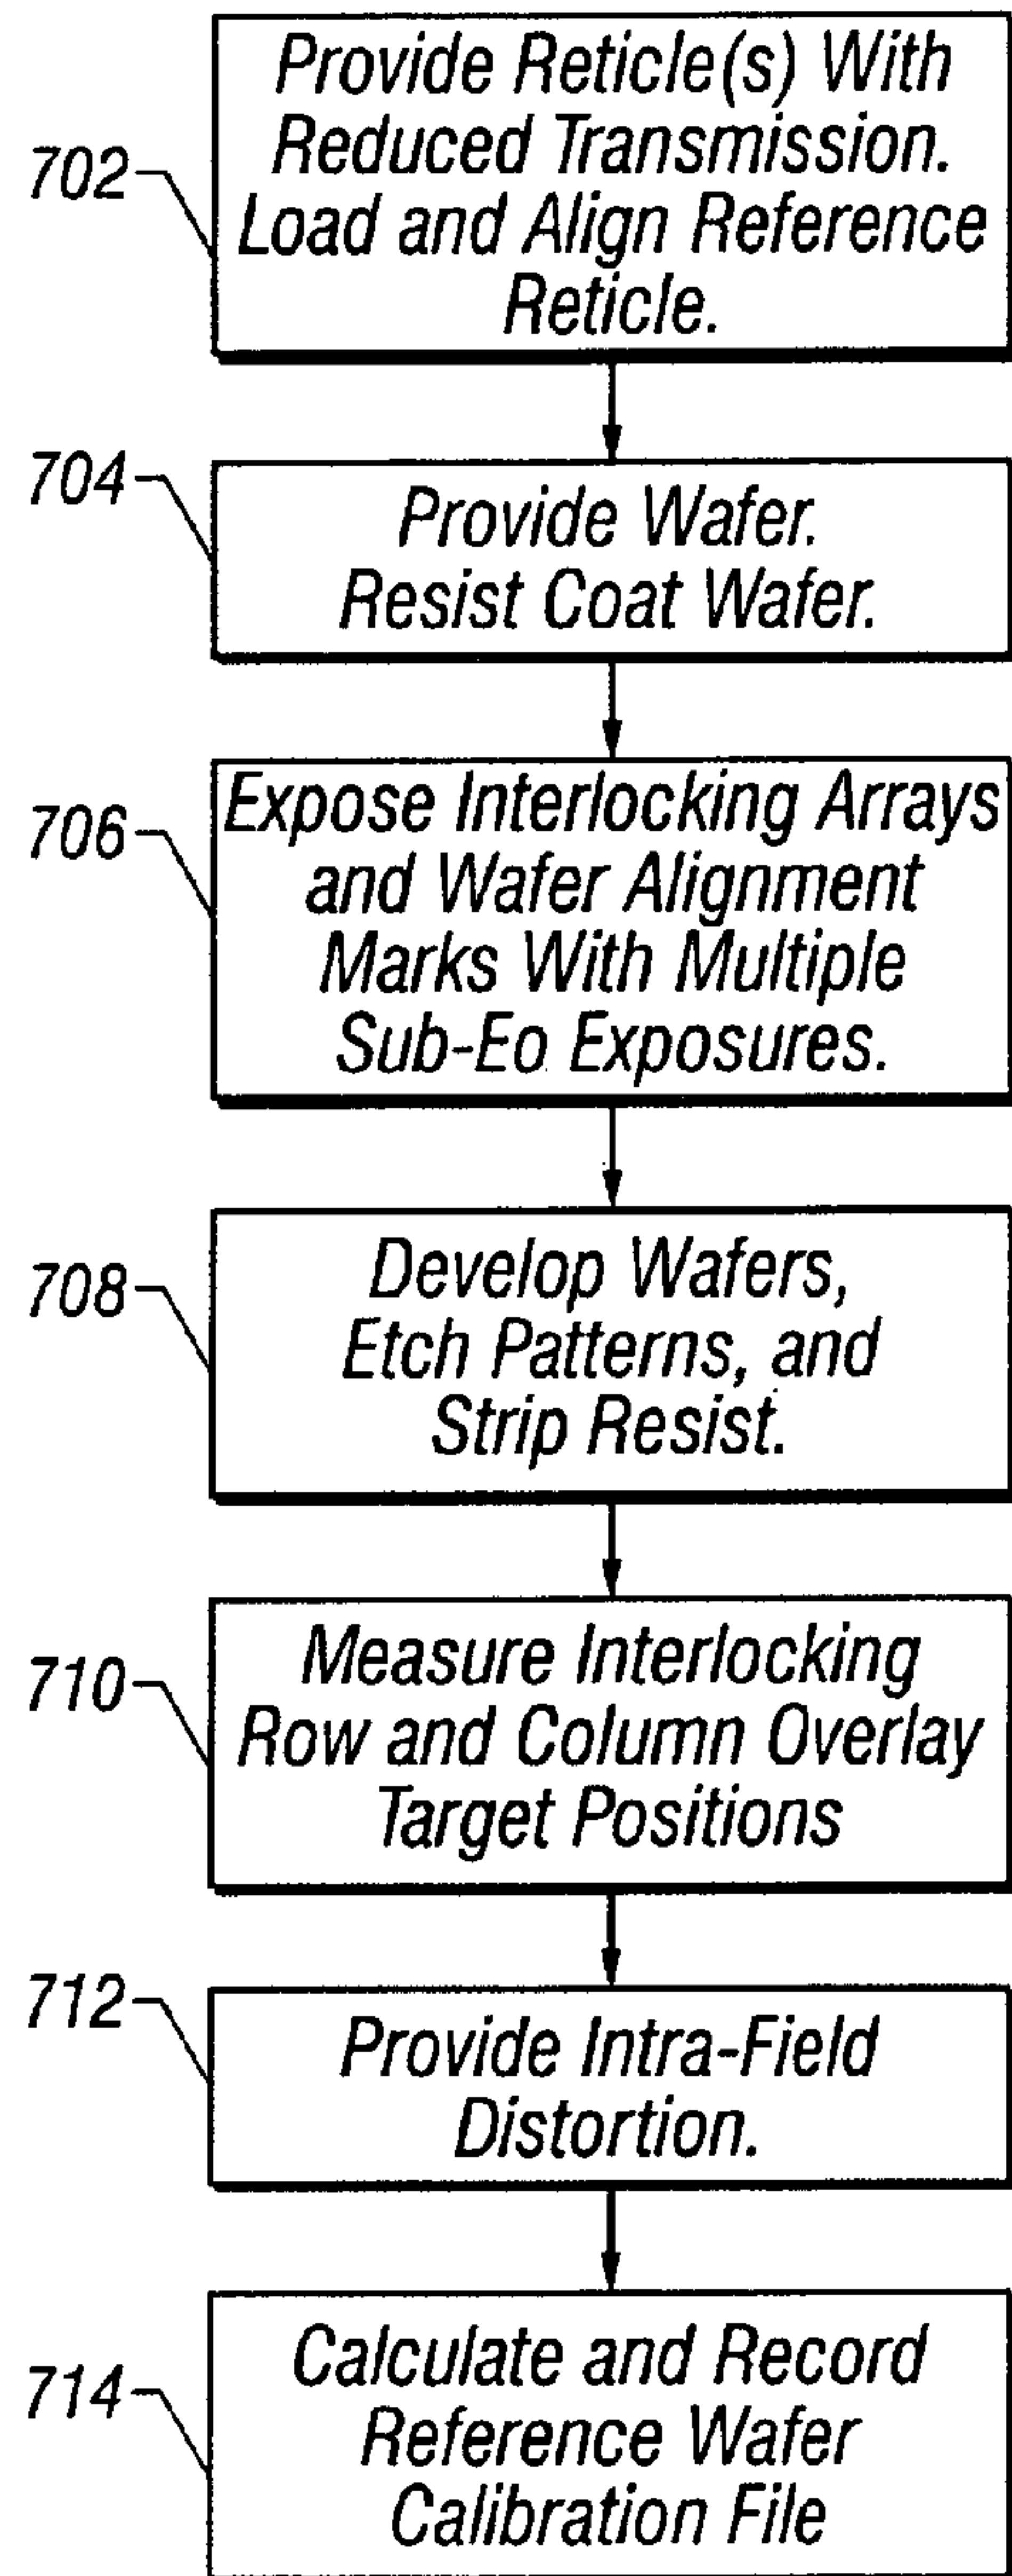 702
Provide Reticle(s) With
Reduced Transmission.
Load and Align Reference
Reticle.
704
Provide Wafer.
Resist Coat Wafer.
706
Expose Interlocking Arrays
and Wafer Alignment
Marks With Multiple
Sub-Eo Exposures.
708
Develop Wafers,
Etch Patterns, and
Strip Resist.
710
Measure Interlocking
Row and Column Overlay
Target Positions
712
Provide Intra-Field
Distortion.
714
Calculate and Record
Reference Wafer
Calibration File